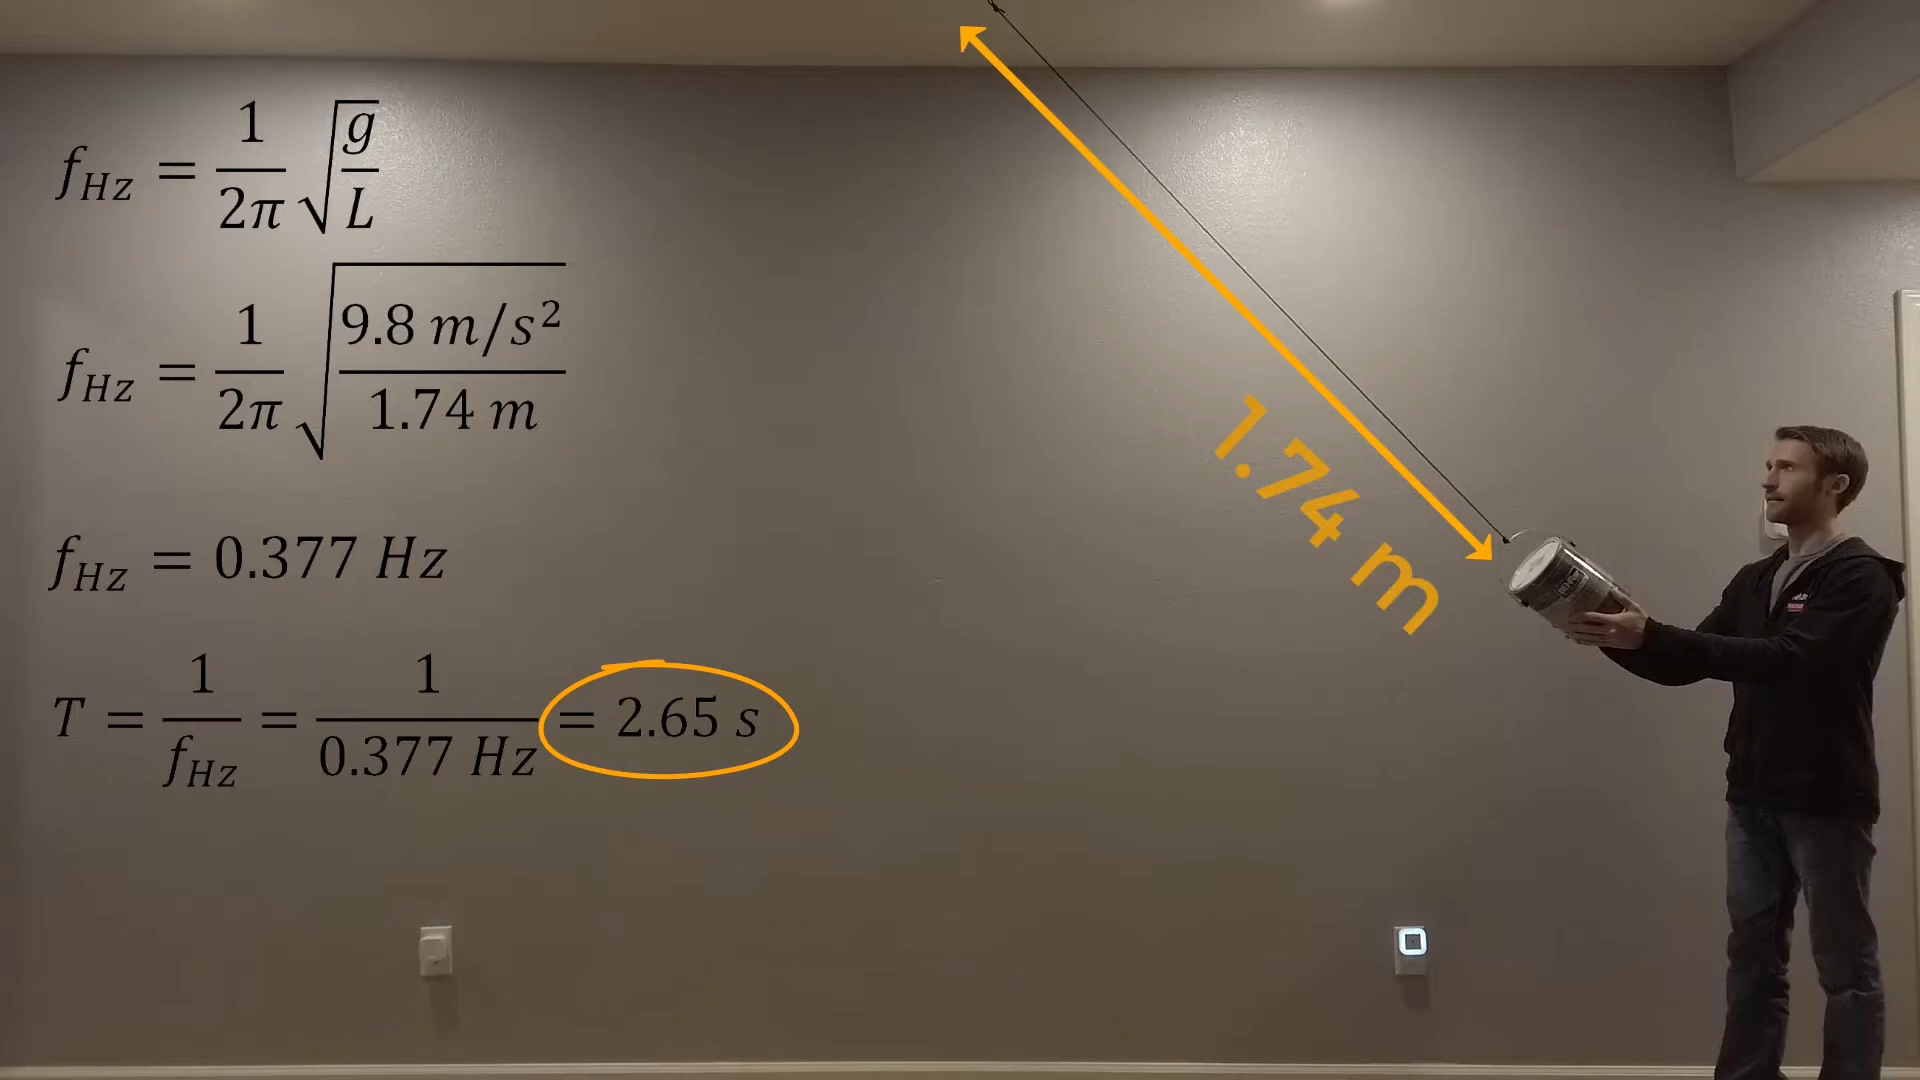 f_Hz = 1/2π √(g/L)
f_Hz = 1/2π √(9.8 m/s²/1.74 m)
f_Hz = 0.377 Hz
T = 1/f_Hz = 1/0.377 Hz = 2.65 s
1.74 m